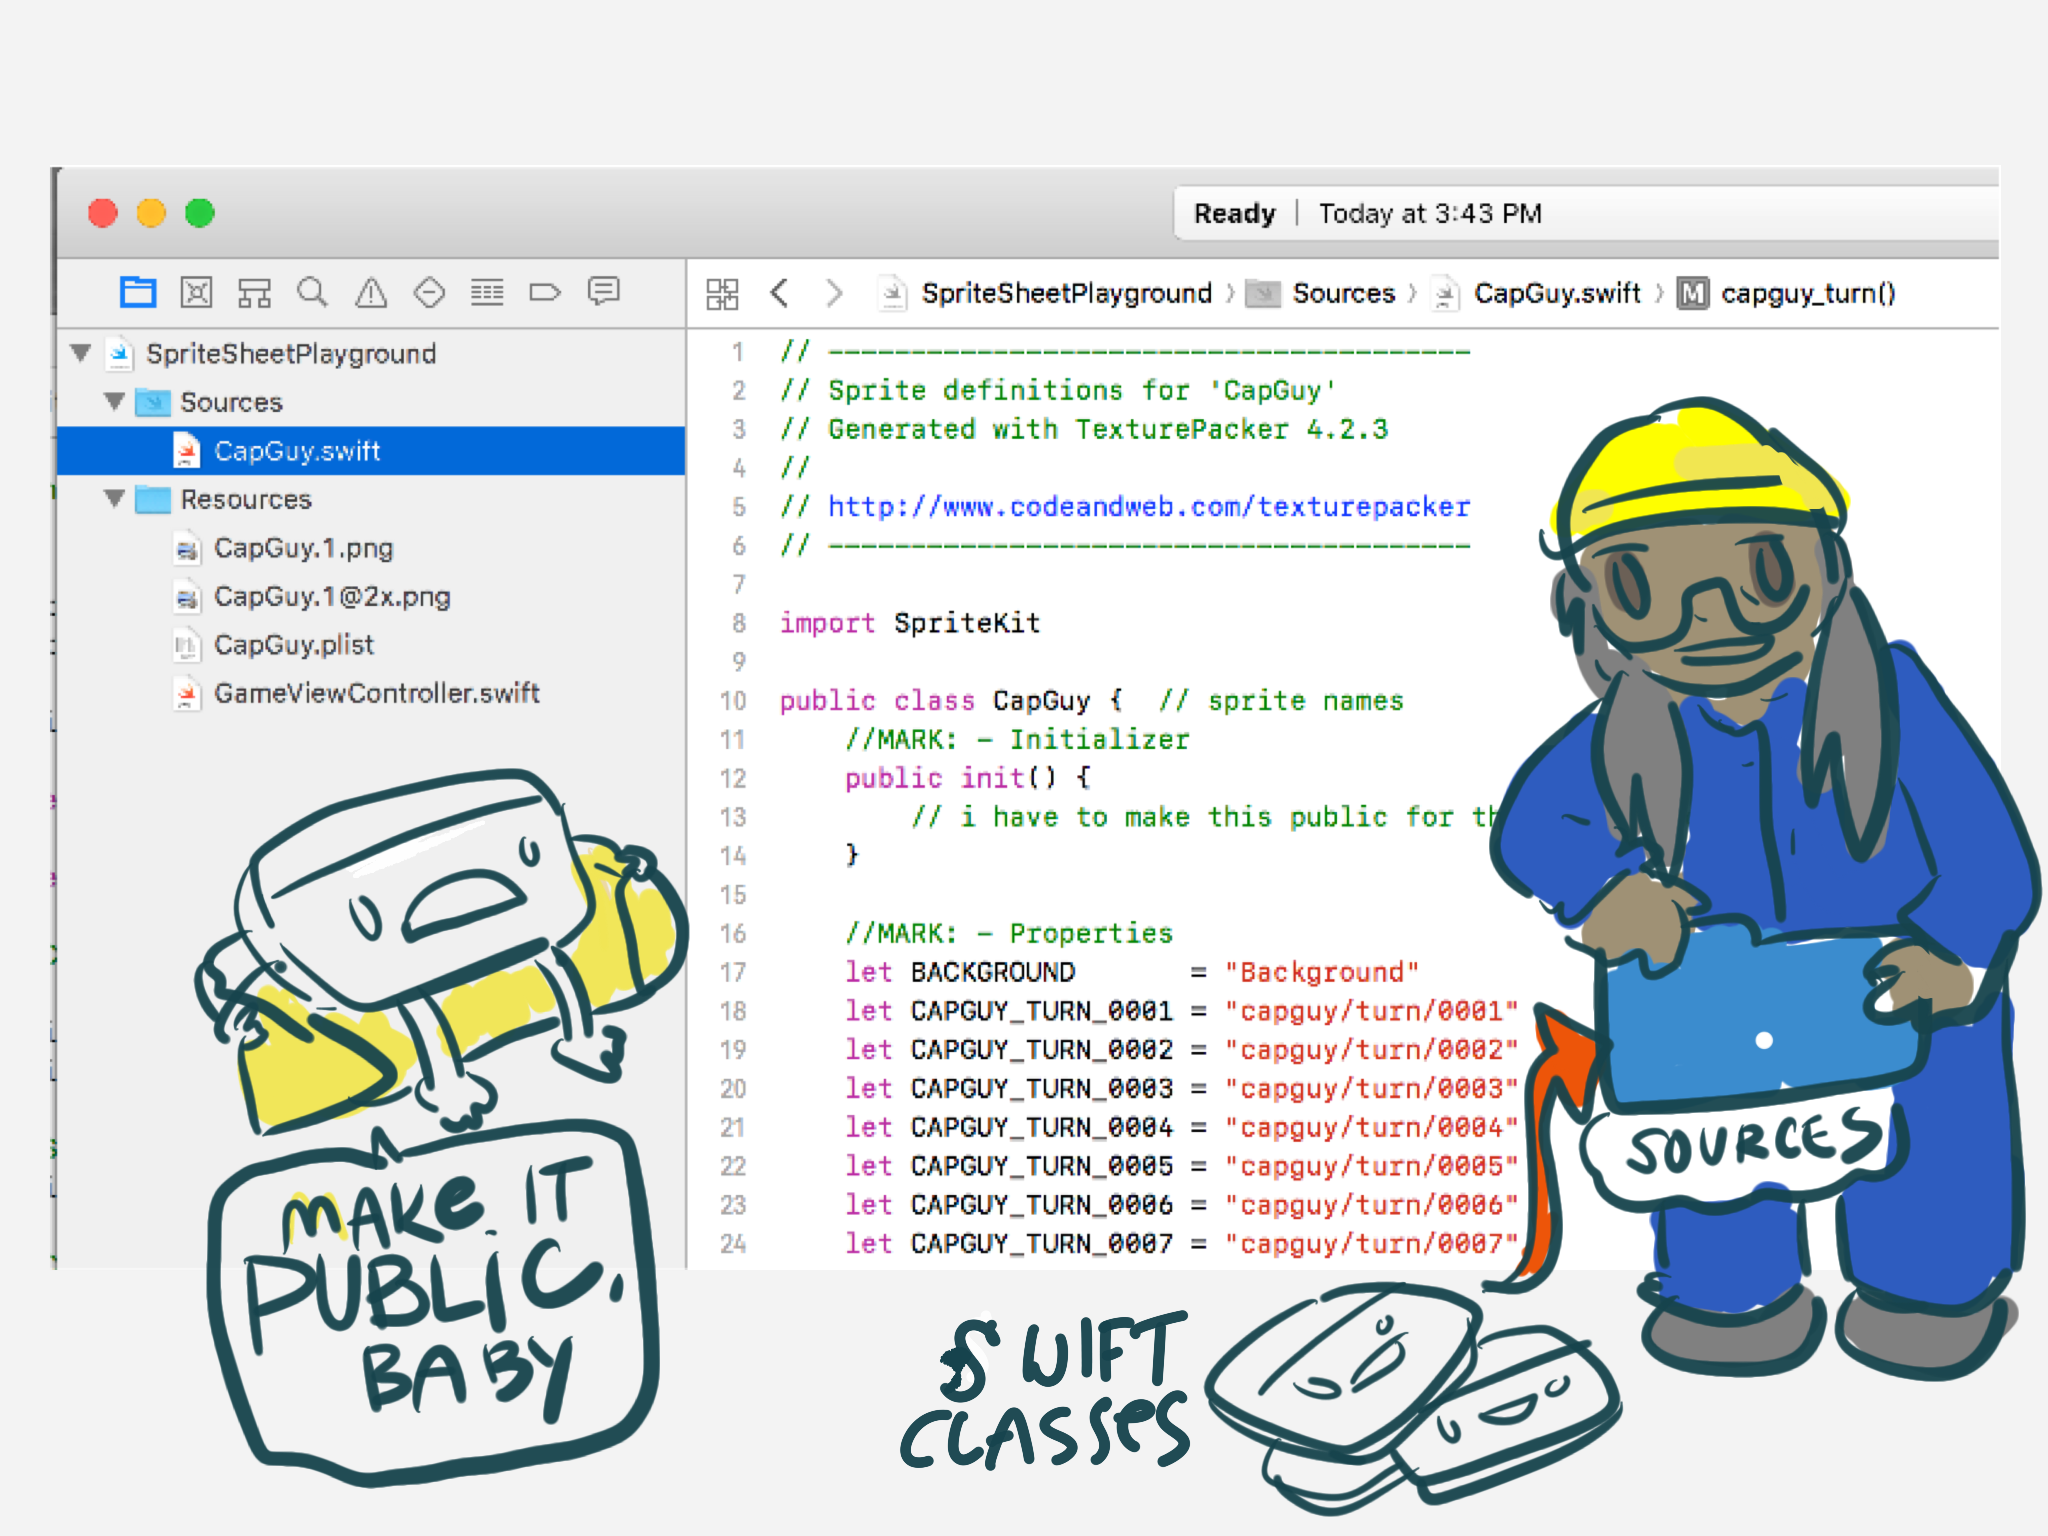 Ready | Today at 3:43 PM
SpriteSheetPlayground > Sources > CapGuy.swift > M capguy_turn()
SpriteSheetPlayground
Sources
CapGuy.swift
Resources
CapGuy.1.png
CapGuy.1@2x.png
CapGuy.plist
GameViewController.swift
1 // ---------------------------------------
2 // Sprite definitions for 'CapGuy'
3 // Generated with TexturePacker 4.2.3
4 //
5 // http://www.codeandweb.com/texturepacker
6 // ---------------------------------------
7
8 import SpriteKit
9
10 public class CapGuy {  // sprite names
11     //MARK: - Initializer
12     public init() {
13         // i have to make this public for
14     }
15
16     //MARK: - Properties
17     let BACKGROUND       = "Background"
18     let CAPGUY_TURN_0001 = "capguy/turn/0001"
19     let CAPGUY_TURN_0002 = "capguy/turn/0002"
20     let CAPGUY_TURN_0003 = "capguy/turn/0003"
21     let CAPGUY_TURN_0004 = "capguy/turn/0004"
22     let CAPGUY_TURN_0005 = "capguy/turn/0005"
23     let CAPGUY_TURN_0006 = "capguy/turn/0006"
24     let CAPGUY_TURN_0007 = "capguy/turn/0007"
SOURCES
MAKE IT
PUBLIC,
BABY
SWIFT
CLASSES